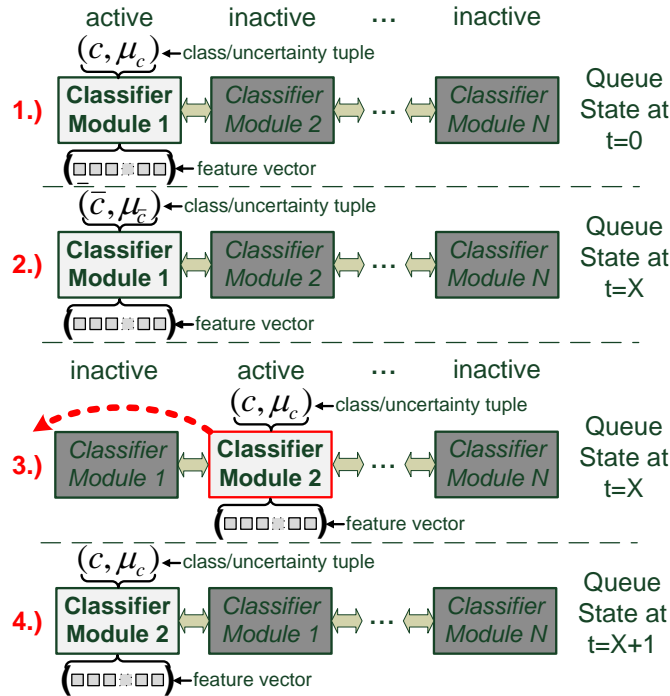 active inactive ... inactive
(c, μ_c) class/uncertainty tuple
1.) Classifier Module 1 Classifier Module 2 ... Classifier Module N Queue State at t=0
( ) feature vector
(c̄, μ_c̄) class/uncertainty tuple
2.) Classifier Module 1 Classifier Module 2 ... Classifier Module N Queue State at t=X
( ) feature vector
inactive active ... inactive
(c, μ_c) class/uncertainty tuple
3.) Classifier Module 1 Classifier Module 2 ... Classifier Module N Queue State at t=X
( ) feature vector
(c, μ_c) class/uncertainty tuple
4.) Classifier Module 2 Classifier Module 1 ... Classifier Module N Queue State at t=X+1
( ) feature vector